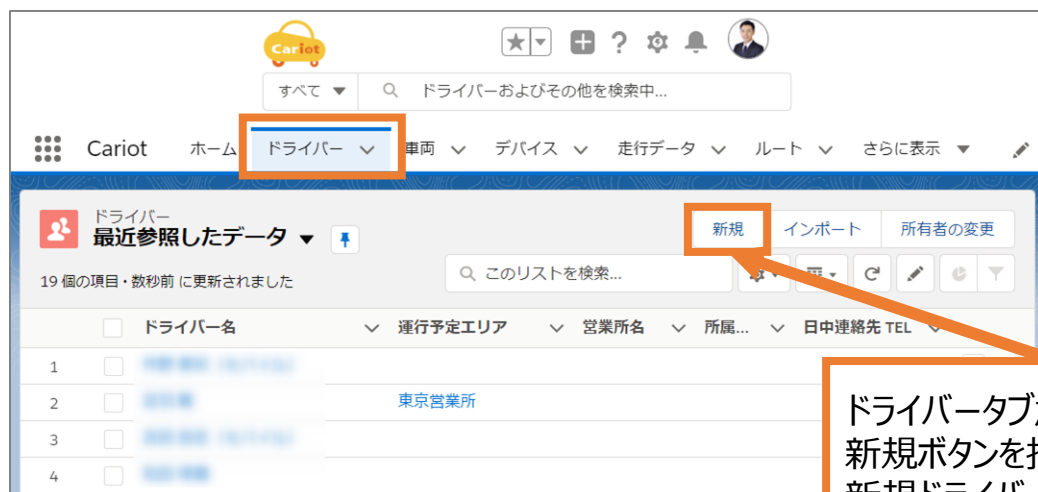 Cariot
すべて ドライバーおよびその他を検索中...
Cariot ホーム ドライバー 車両 デバイス 走行データ ルート さらに表示
ドライバー
最近参照したデータ
新規 インポート 所有者の変更
19 個の項目・数秒前 に更新されました
このリストを検索...
ドライバー名 運行予定エリア 営業所名 所属... 日中連絡先 TEL
1
2 東京営業所
3
4
ドライバータブ
新規ボタンを
新規ドライバ